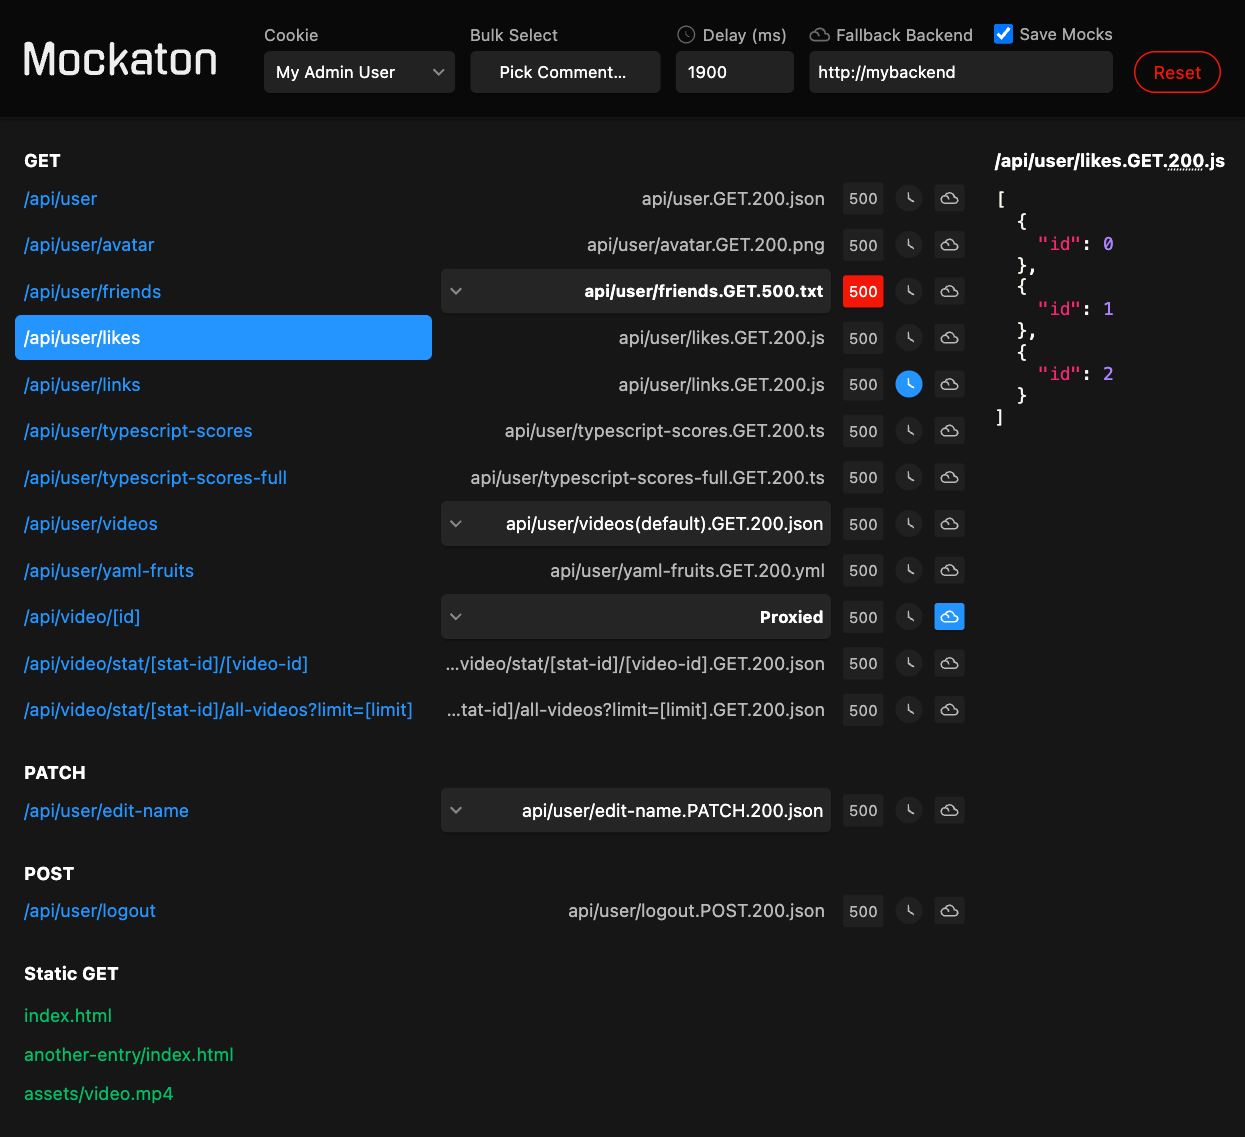 Mockaton
Cookie
My Admin User
Bulk Select
Pick Comment...
Delay (ms)
1900
Fallback Backend
Save Mocks
http://mybackend
Reset
GET
/api/user api/user.GET.200.json 500
/api/user/avatar api/user/avatar.GET.200.png 500
/api/user/friends api/user/friends.GET.500.txt 500
/api/user/likes api/user/likes.GET.200.js 500
/api/user/links api/user/links.GET.200.js 500
/api/user/typescript-scores api/user/typescript-scores.GET.200.ts 500
/api/user/typescript-scores-full api/user/typescript-scores-full.GET.200.ts 500
/api/user/videos api/user/videos(default).GET.200.json 500
/api/user/yaml-fruits api/user/yaml-fruits.GET.200.yml 500
/api/video/[id] Proxied 500
/api/video/stat/[stat-id]/[video-id] ...video/stat/[stat-id]/[video-id].GET.200.json 500
/api/video/stat/[stat-id]/all-videos?limit=[limit] ...tat-id]/all-videos?limit=[limit].GET.200.json 500
PATCH
/api/user/edit-name api/user/edit-name.PATCH.200.json 500
POST
/api/user/logout api/user/logout.POST.200.json 500
Static GET
index.html
another-entry/index.html
assets/video.mp4
/api/user/likes.GET.200.js
[
  {
    "id": 0
  },
  {
    "id": 1
  },
  {
    "id": 2
  }
]